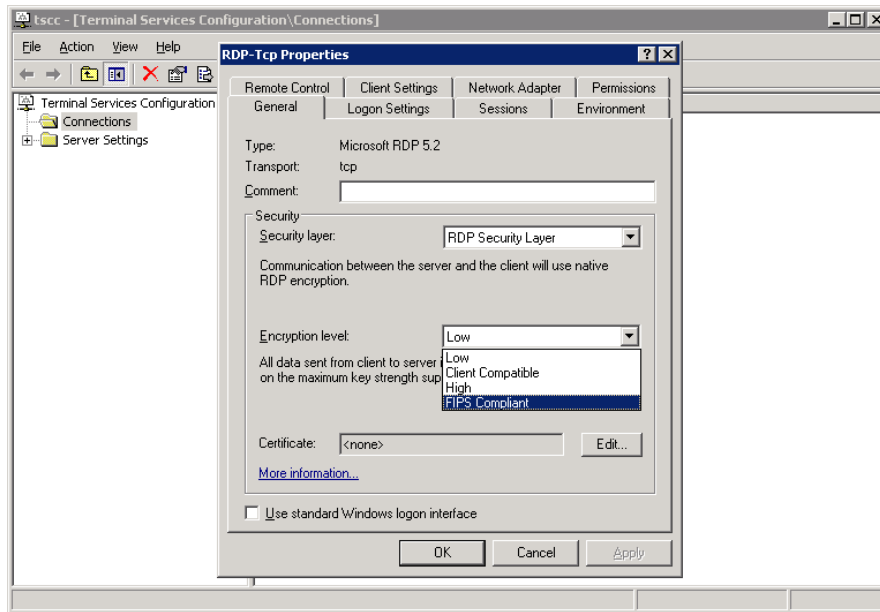 tscc - [Terminal Services Configuration\Connections]
File Action View Help
RDP-Tcp Properties
Terminal Services Configuration
Connections
Server Settings
Remote Control Client Settings Network Adapter Permissions
General Logon Settings Sessions Environment
Type: Microsoft RDP 5.2
Transport: tcp
Comment:
Security
Security layer: RDP Security Layer
Communication between the server and the client will use native
RDP encryption.
Encryption level: Low
Low
Client Compatible
High
FIPS Compliant
All data sent from client to server
on the maximum key strength
Certificate: <none> Edit...
More information...
Use standard Windows logon interface
OK Cancel Apply